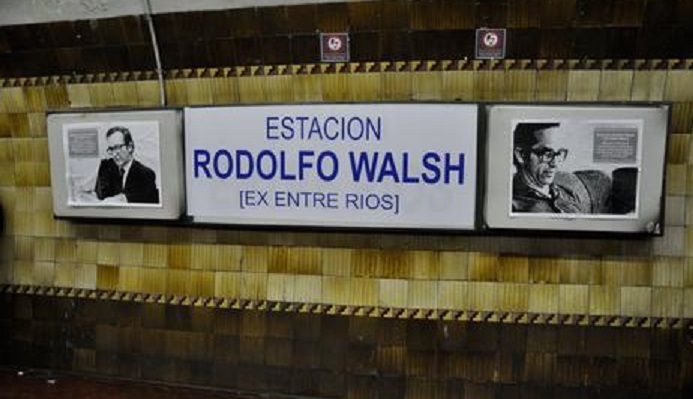 ESTACION
RODOLFO WALSH
[EX ENTRE RIOS]